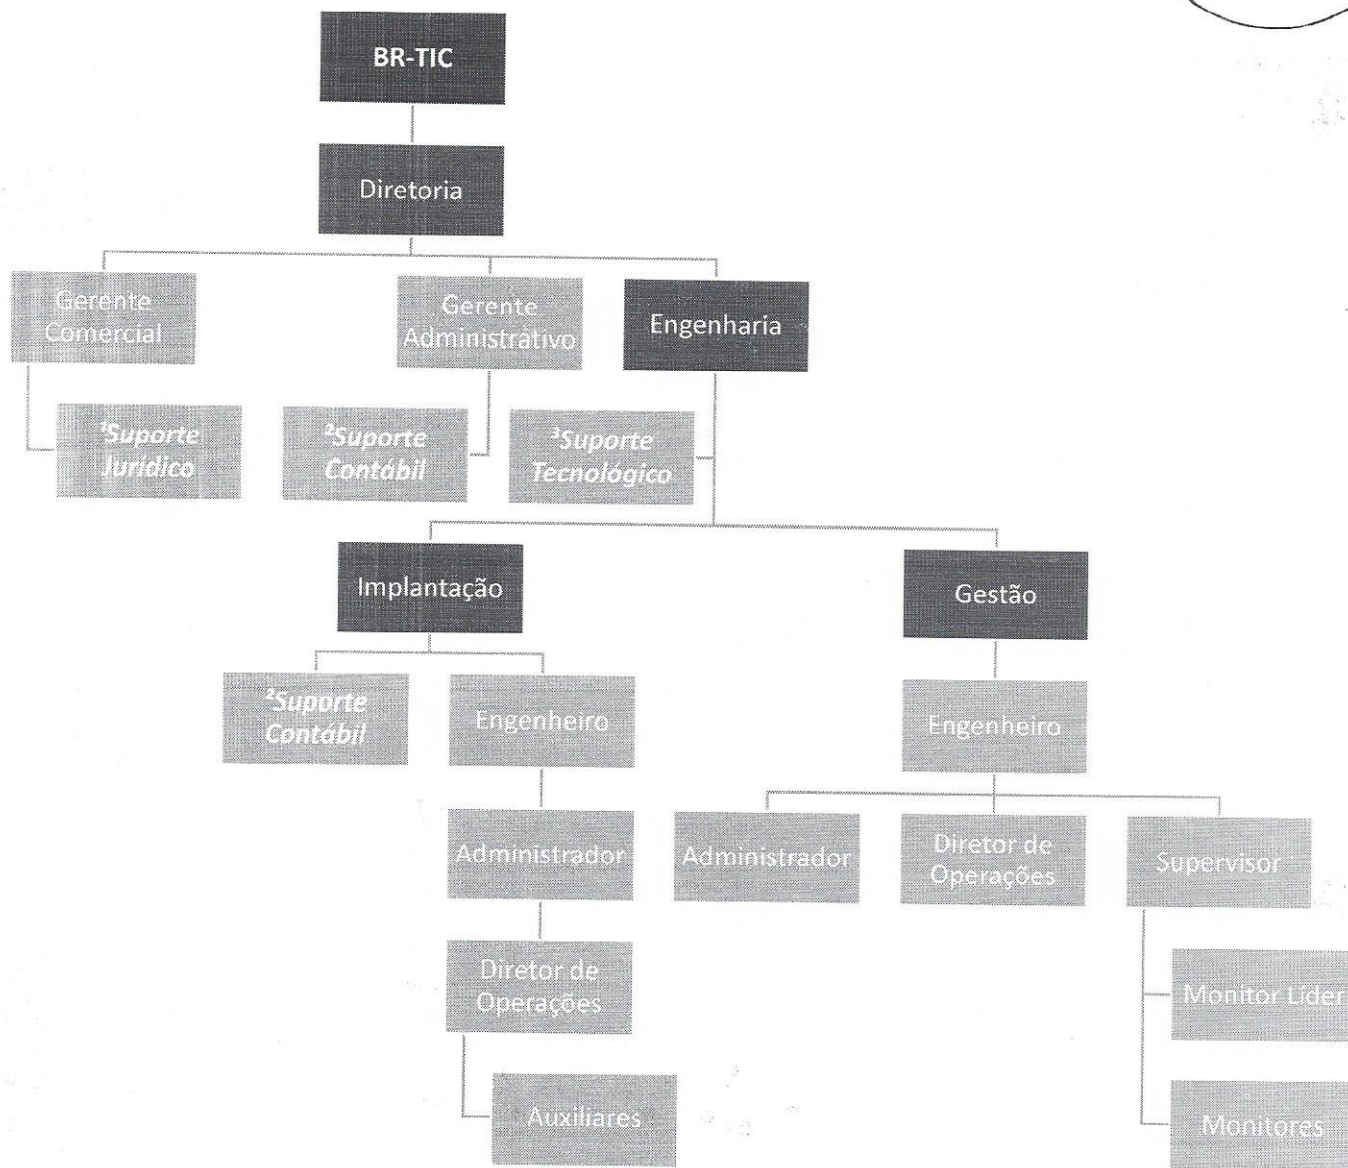 BR-TIC
Diretoria
Gerente
Comercial
Gerente
Administrativo
Engenharia
¹Suporte
Jurídico
²Suporte
Contábil
³Suporte
Tecnológico
Implantação
Gestão
²Suporte
Contábil
Engenheiro
Engenheiro
Administrador
Administrador
Diretor de
Operações
Supervisor
Diretor de
Operações
Monitor Líder
Auxiliares
Monitores